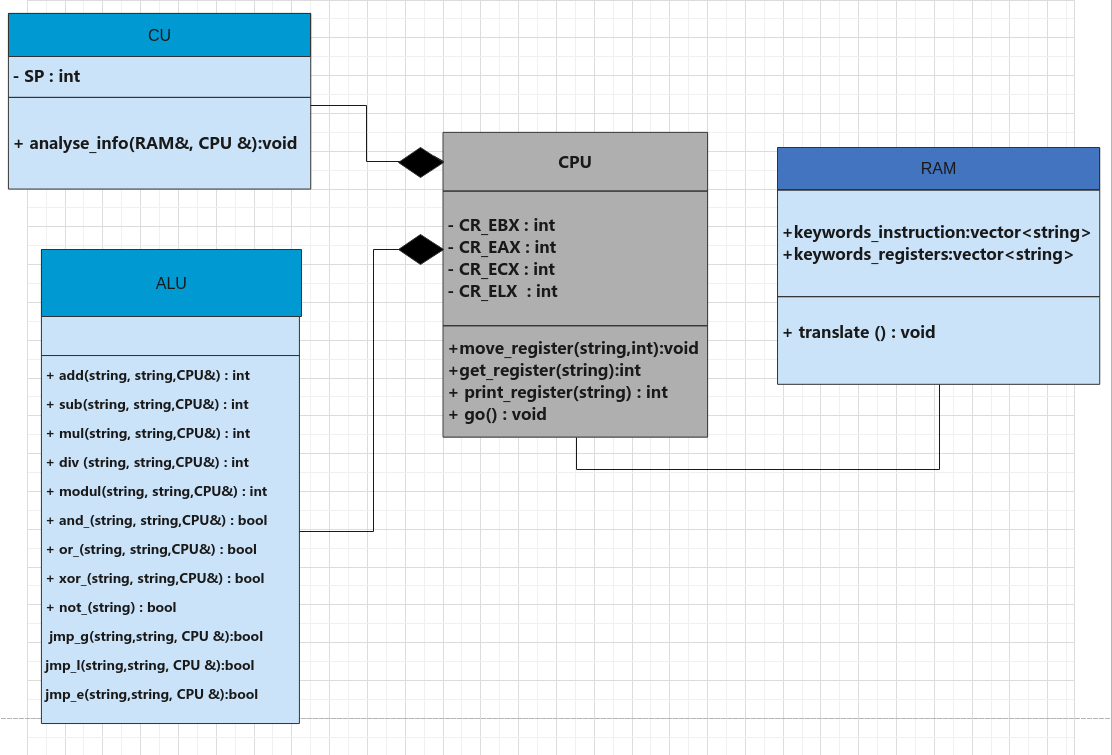 CU
- SP : int
+ analyse_info(RAM&, CPU &):void
ALU
+ add(string, string,CPU&) : int
+ sub(string, string,CPU&) : int
+ mul(string, string,CPU&) : int
+ div (string, string,CPU&) : int
+ modul(string, string,CPU&) : int
+ and_(string, string,CPU&) : bool
+ or_(string, string,CPU&) : bool
+ xor_(string, string,CPU&) : bool
+ not_(string) : bool
jmp_g(string,string, CPU &):bool
jmp_l(string,string, CPU &):bool
jmp_e(string,string, CPU &):bool
CPU
- CR_EBX : int
- CR_EAX : int
- CR_ECX : int
- CR_ELX  : int
+move_register(string,int):void
+get_register(string):int
+ print_register(string) : int
+ go() : void
RAM
+keywords_instruction:vector<string>
+keywords_registers:vector<string>
+ translate () : void